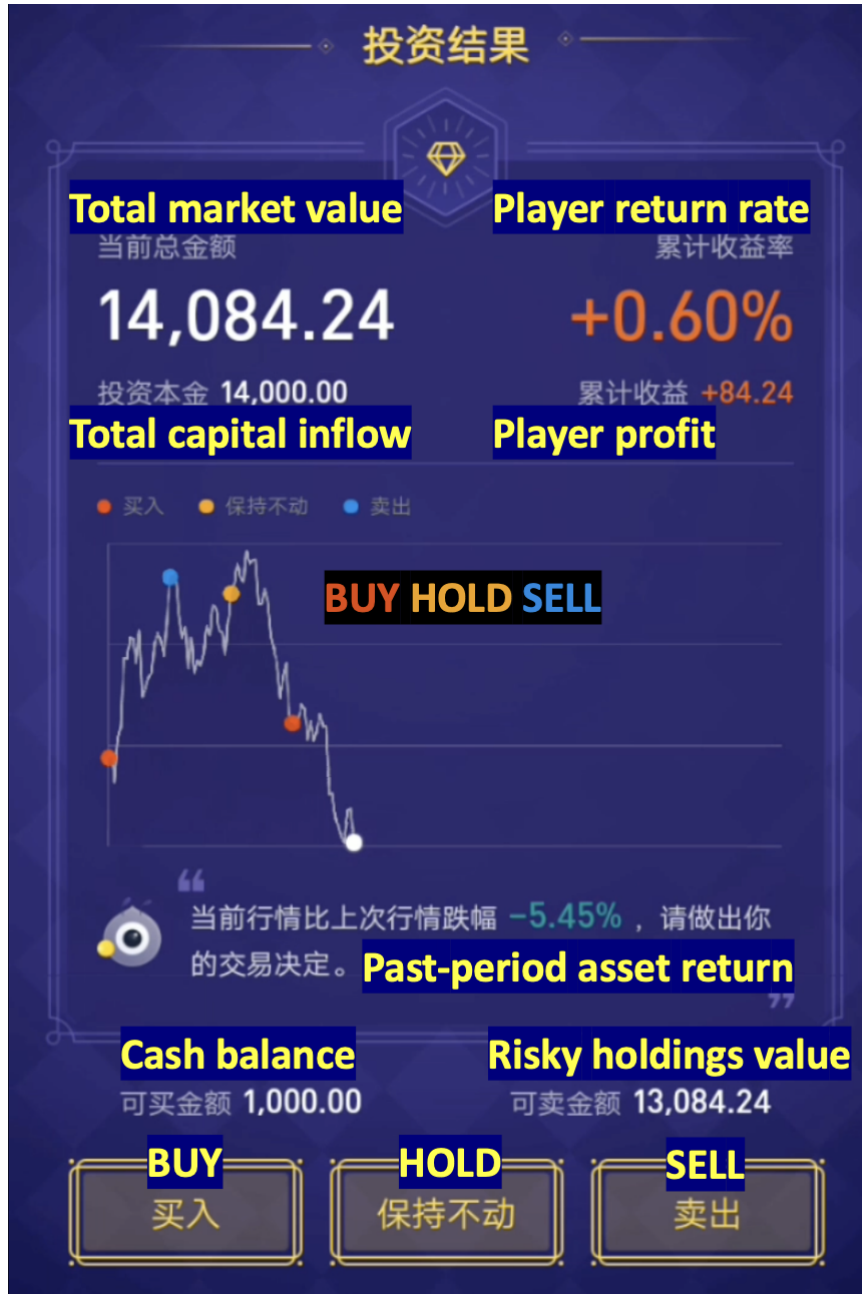 投资结果
Total market value
Player return rate
当前总金额
累计收益率
14,084.24
+0.60%
投资本金 14,000.00
累计收益 +84.24
Total capital inflow
Player profit
买入 保持不动 卖出
BUY HOLD SELL
“
当前行情比上次行情跌幅 -5.45% ，请做出你
的交易决定。
Past-period asset return
”
Cash balance
Risky holdings value
可买金额 1,000.00
可卖金额 13,084.24
BUY
HOLD
SELL
买入
保持不动
卖出